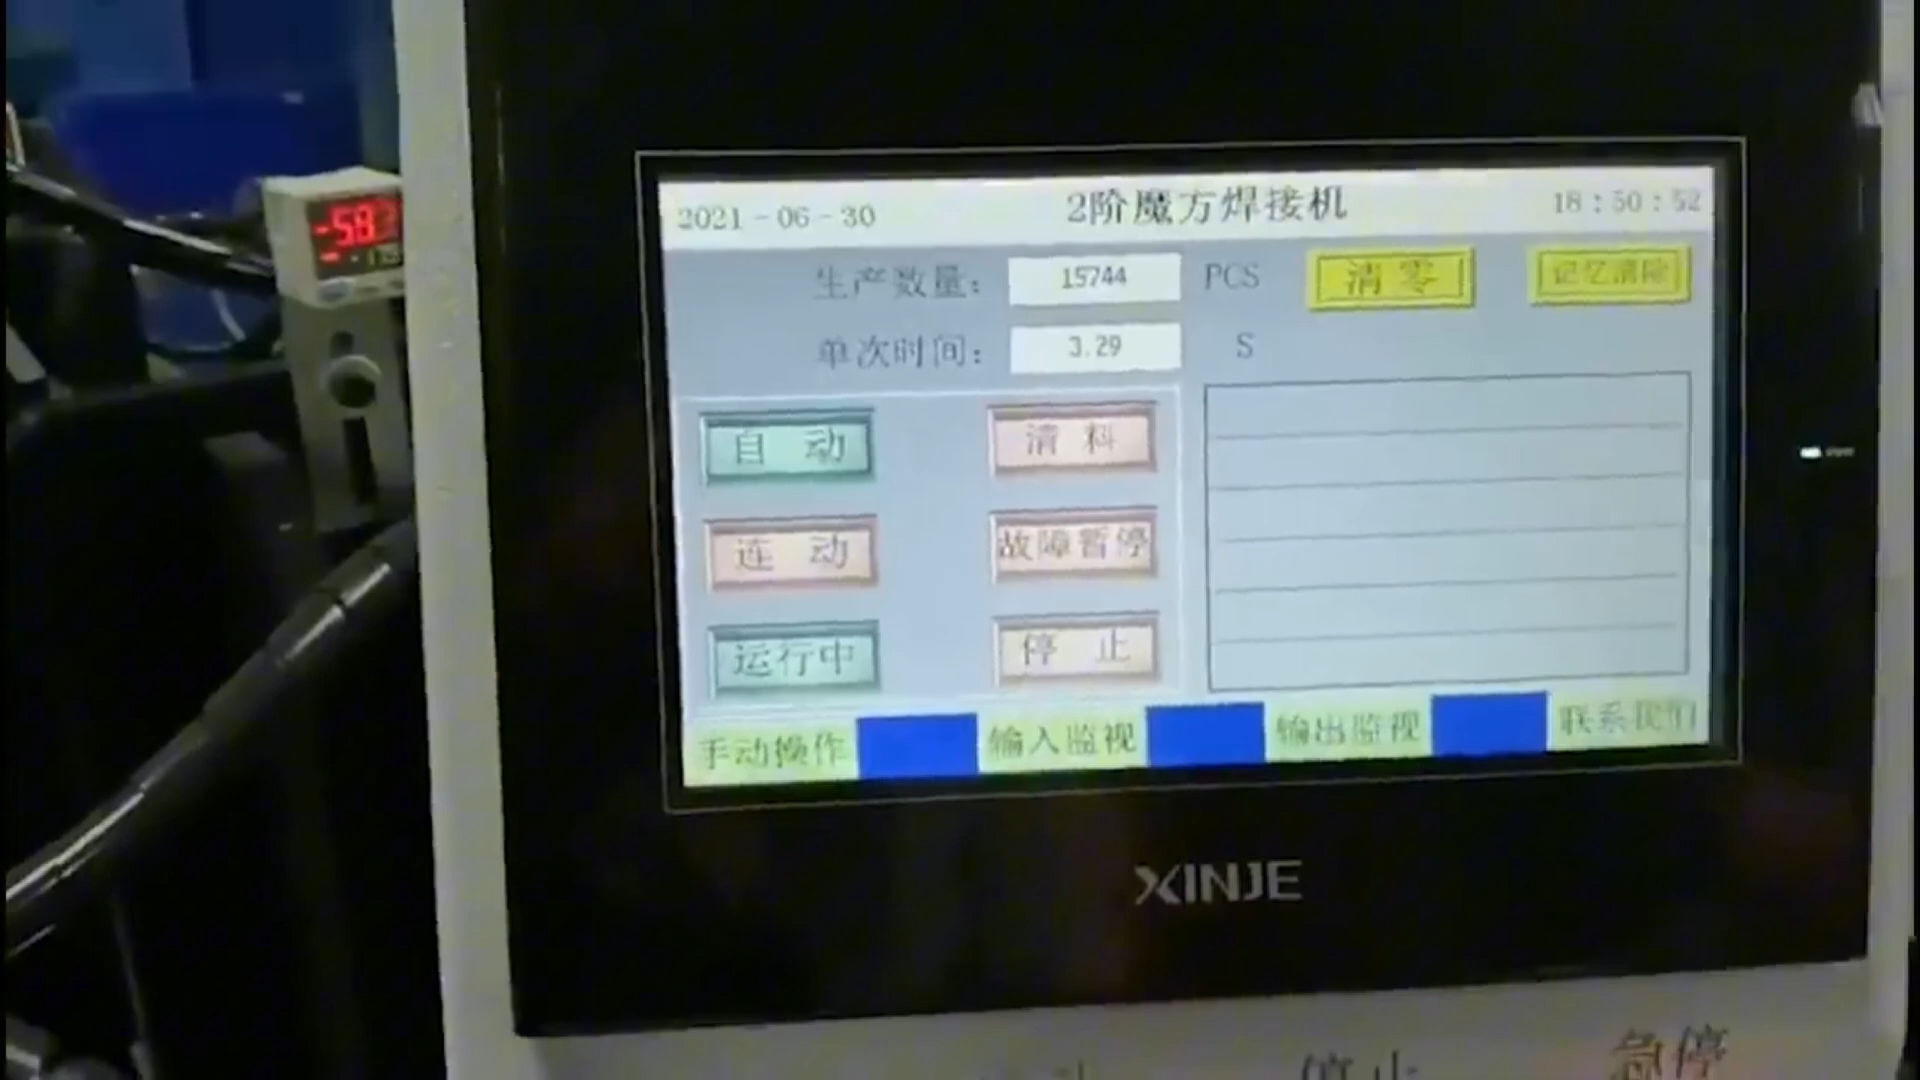 2021-06-30 2阶魔方焊接机 18:50:52
生产数量: 15744 PCS 清零 记忆清除
单次时间: 3.29 S
自动 清料
连动 故障暂停
运行中 停止
手动操作 输入监视 输出监视 联系我们
XINJE
停止 急停
-58